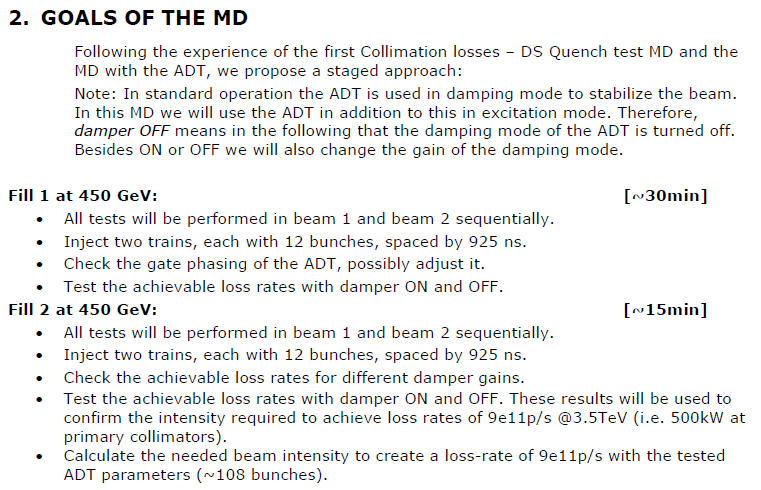 2. GOALS OF THE MD
Following the experience of the first Collimation losses – DS Quench test MD and the
MD with the ADT, we propose a staged approach:
Note: In standard operation the ADT is used in damping mode to stabilize the beam.
In this MD we will use the ADT in addition to this in excitation mode. Therefore,
damper OFF means in the following that the damping mode of the ADT is turned off.
Besides ON or OFF we will also change the gain of the damping mode.
Fill 1 at 450 GeV: [~30min]
• All tests will be performed in beam 1 and beam 2 sequentially.
• Inject two trains, each with 12 bunches, spaced by 925 ns.
• Check the gate phasing of the ADT, possibly adjust it.
• Test the achievable loss rates with damper ON and OFF.
Fill 2 at 450 GeV: [~15min]
• All tests will be performed in beam 1 and beam 2 sequentially.
• Inject two trains, each with 12 bunches, spaced by 925 ns.
• Check the achievable loss rates for different damper gains.
• Test the achievable loss rates with damper ON and OFF. These results will be used to
confirm the intensity required to achieve loss rates of 9e11p/s @3.5TeV (i.e. 500kW at
primary collimators).
• Calculate the needed beam intensity to create a loss-rate of 9e11p/s with the tested
ADT parameters (~108 bunches).